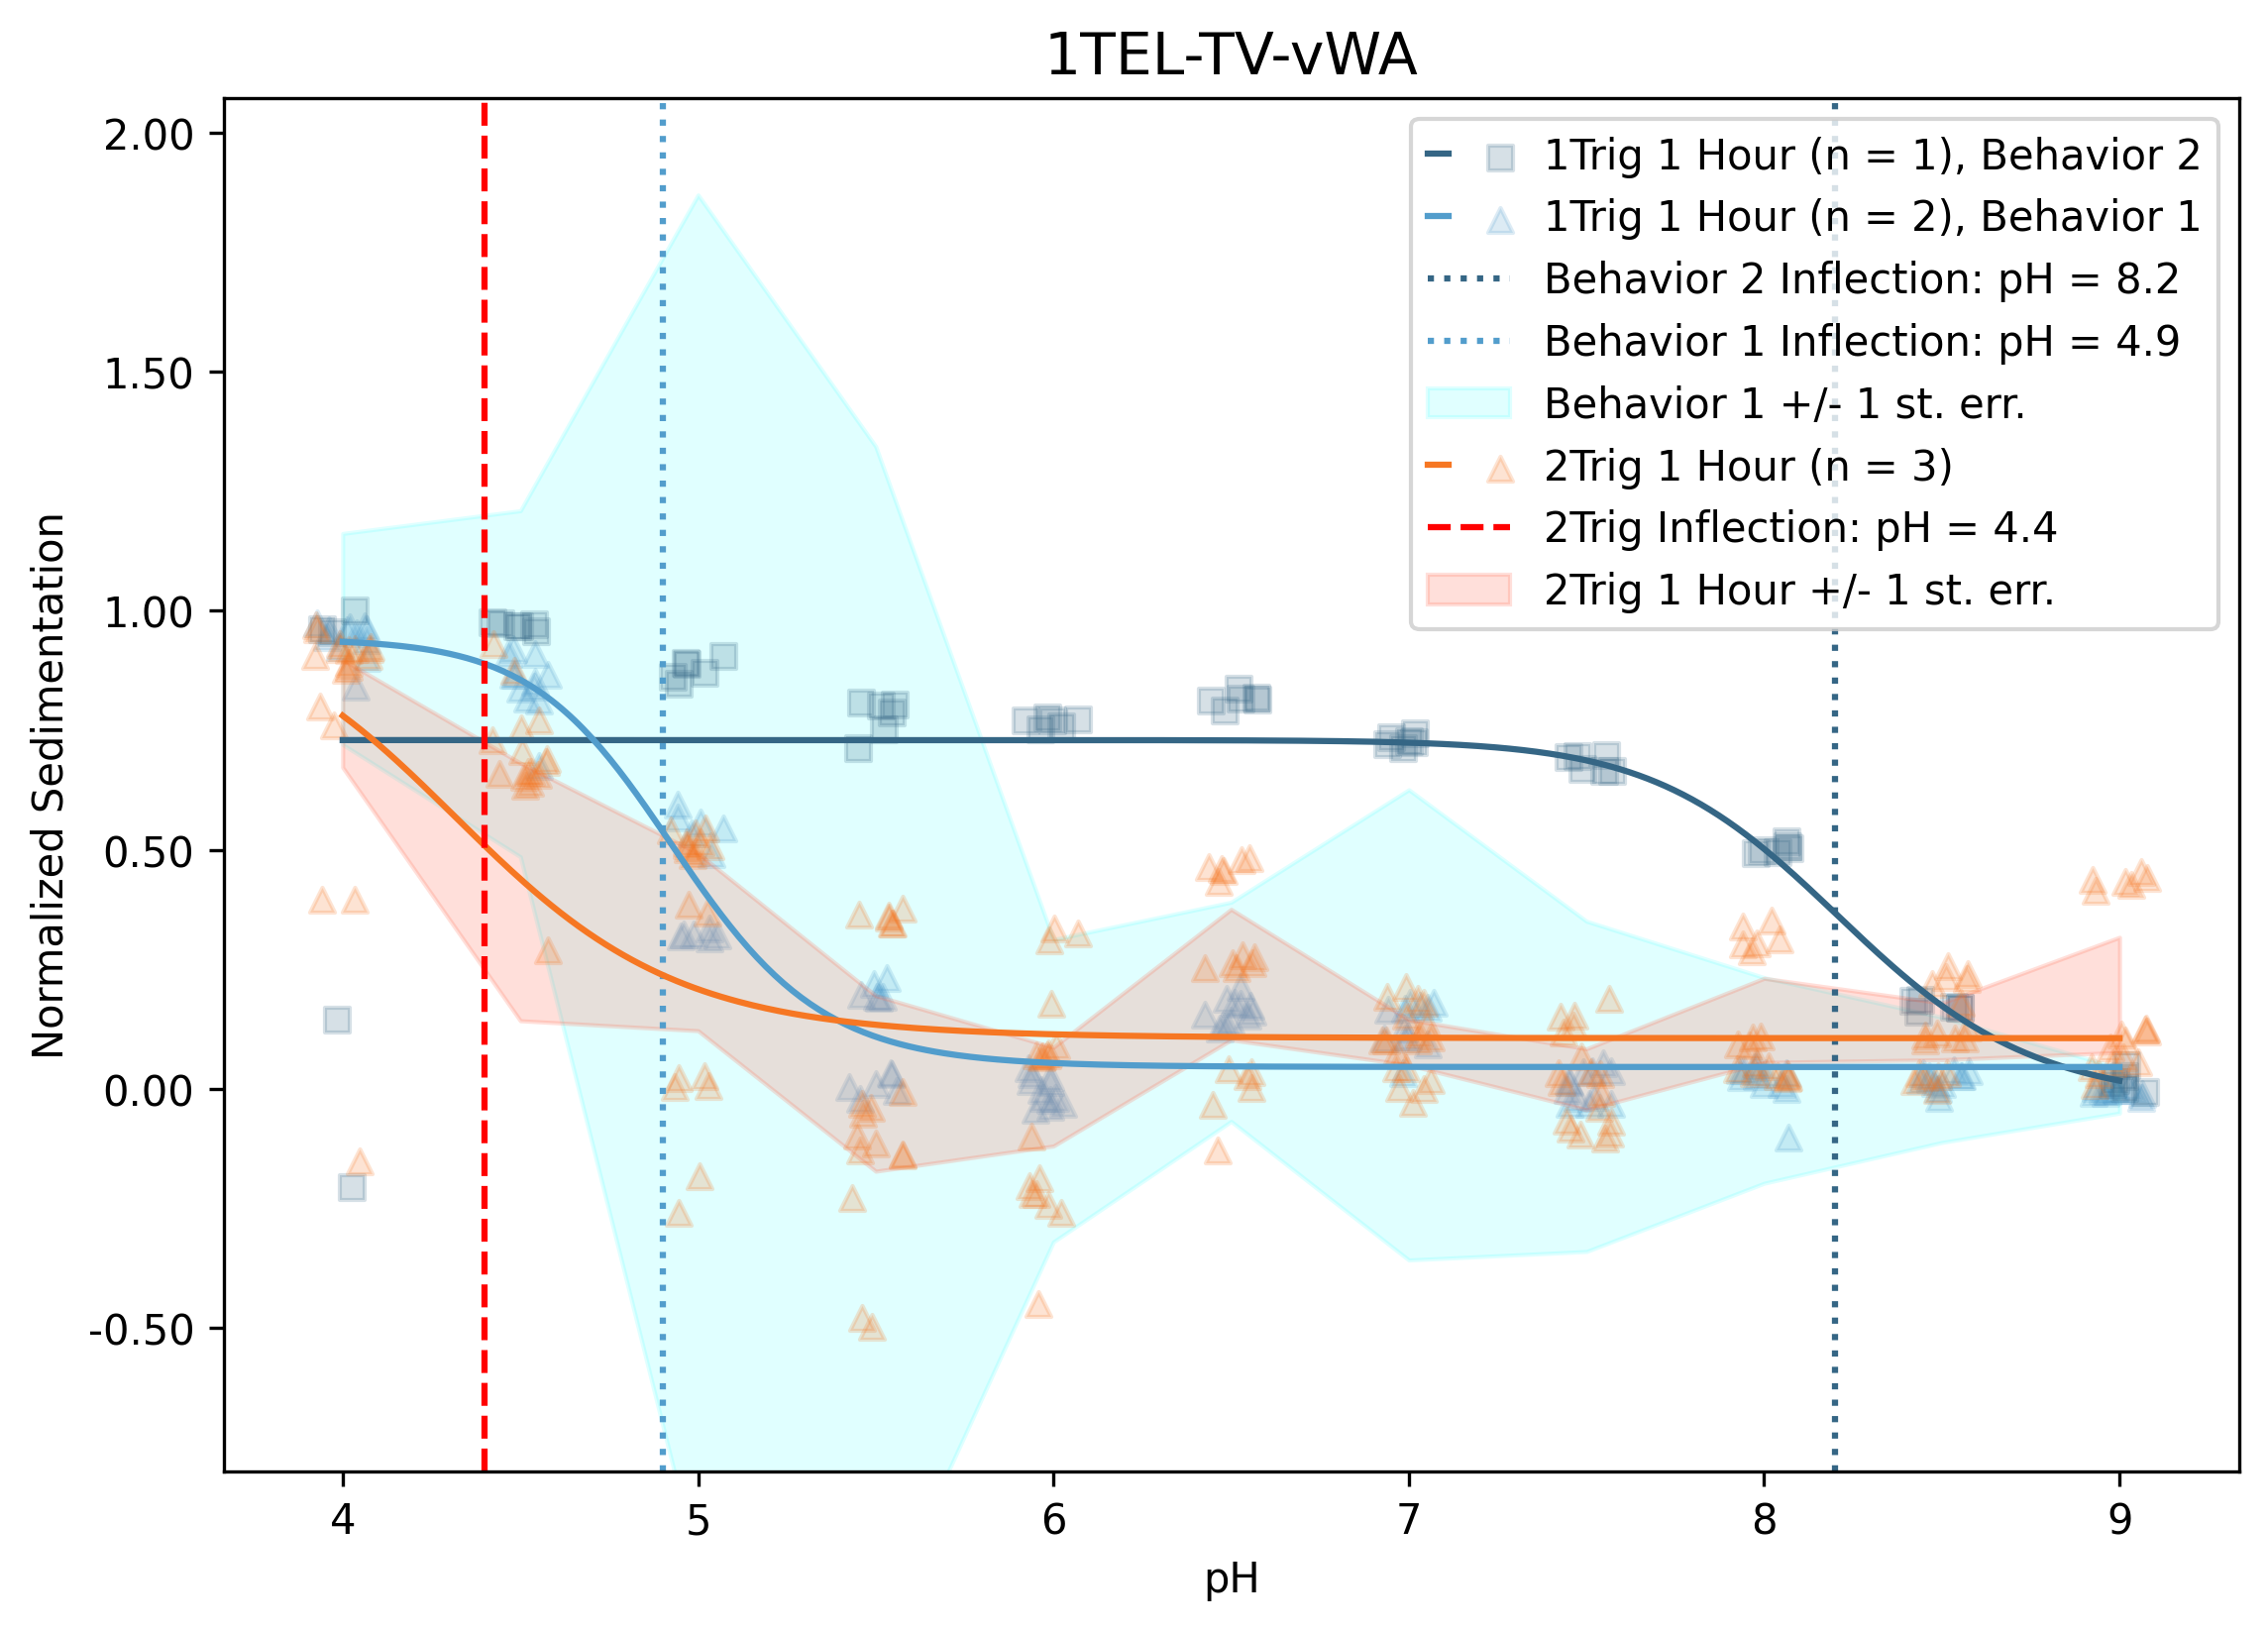 1TEL-TV-vWA
2.00
1.50
1.00
0.50
0.00
-0.50
Normalized Sedimentation
1Trig 1 Hour (n = 1), Behavior 2
1Trig 1 Hour (n = 2), Behavior 1
Behavior 2 Inflection: pH = 8.2
Behavior 1 Inflection: pH = 4.9
Behavior 1 +/- 1 st. err.
2Trig 1 Hour (n = 3)
2Trig Inflection: pH = 4.4
2Trig 1 Hour +/- 1 st. err.
4 5 6 7 8 9
pH